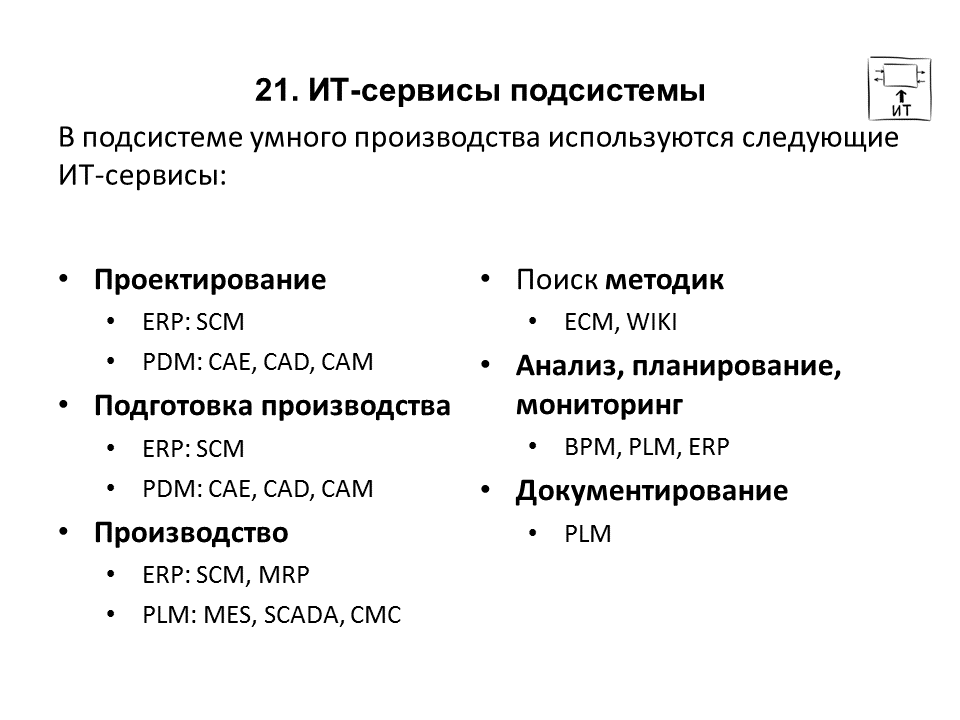 21. ИТ-сервисы подсистемы
ИТ
В подсистеме умного производства используются следующие
ИТ-сервисы:
• Проектирование
• ERP: SCM
• PDM: CAE, CAD, CAM
• Подготовка производства
• ERP: SCM
• PDM: CAE, CAD, CAM
• Производство
• ERP: SCM, MRP
• PLM: MES, SCADA, CMC
• Поиск методик
• ECM, WIKI
• Анализ, планирование,
мониторинг
• BPM, PLM, ERP
• Документирование
• PLM